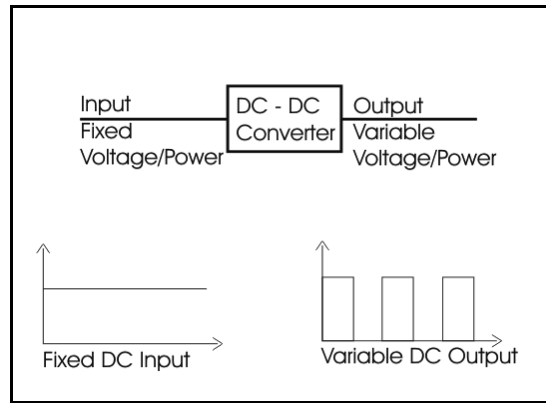 Input
Fixed
Voltage/Power
DC - DC
Converter
Output
Variable
Voltage/Power
Fixed DC Input
Variable DC Output